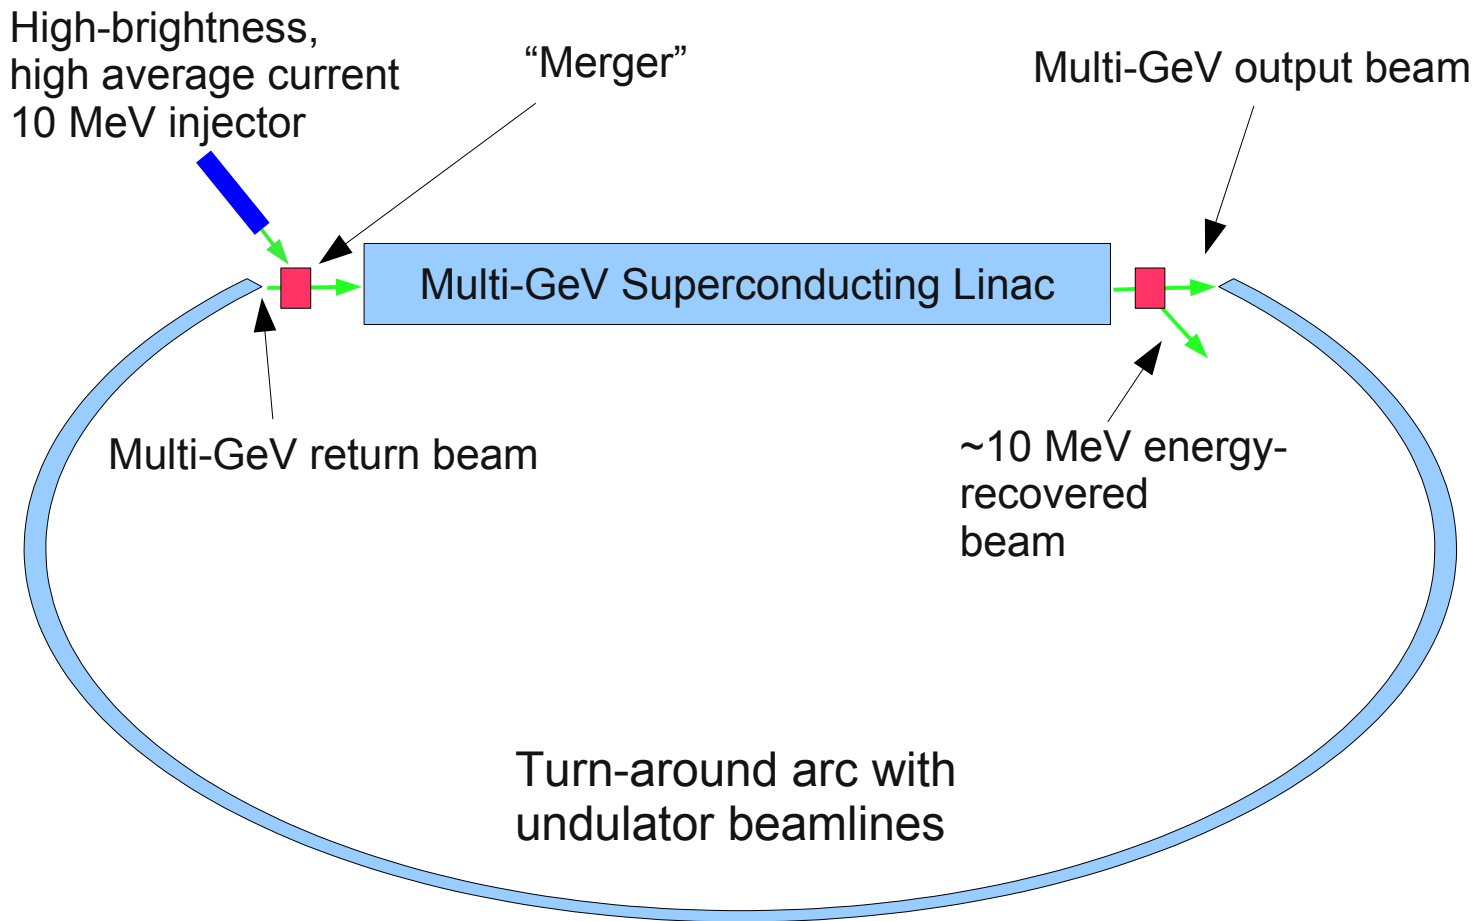 High-brightness,
high average current
10 MeV injector
“Merger”
Multi-GeV output beam
Multi-GeV Superconducting Linac
Multi-GeV return beam
~10 MeV energy-
recovered
beam
Turn-around arc with
undulator beamlines